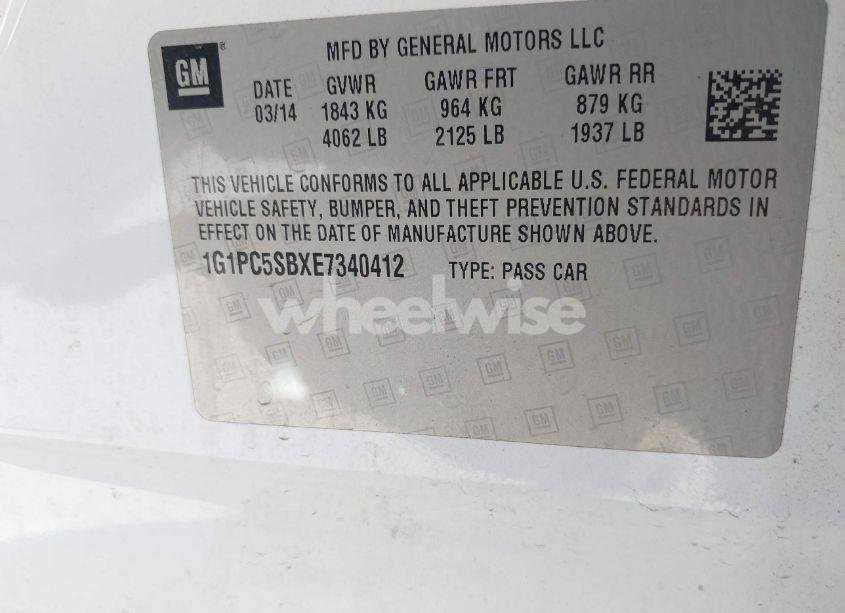 GM
MFD BY GENERAL MOTORS LLC
DATE GVWR GAWR FRT GAWR RR
03/14 1843 KG 964 KG 879 KG
4062 LB 2125 LB 1937 LB
THIS VEHICLE CONFORMS TO ALL APPLICABLE U.S. FEDERAL MOTOR
VEHICLE SAFETY, BUMPER, AND THEFT PREVENTION STANDARDS IN
EFFECT ON THE DATE OF MANUFACTURE SHOWN ABOVE.
1G1PC5SBXE7340412 TYPE: PASS CAR
wheelwise